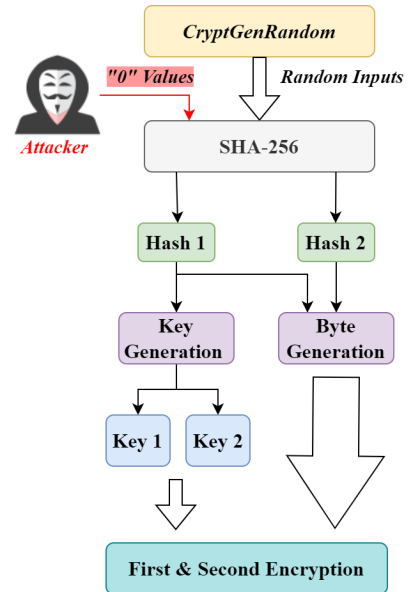 CryptGenRandom
"0" Values
Random Inputs
Attacker
SHA-256
Hash 1
Hash 2
Key
Generation
Byte
Generation
Key 1
Key 2
First & Second Encryption